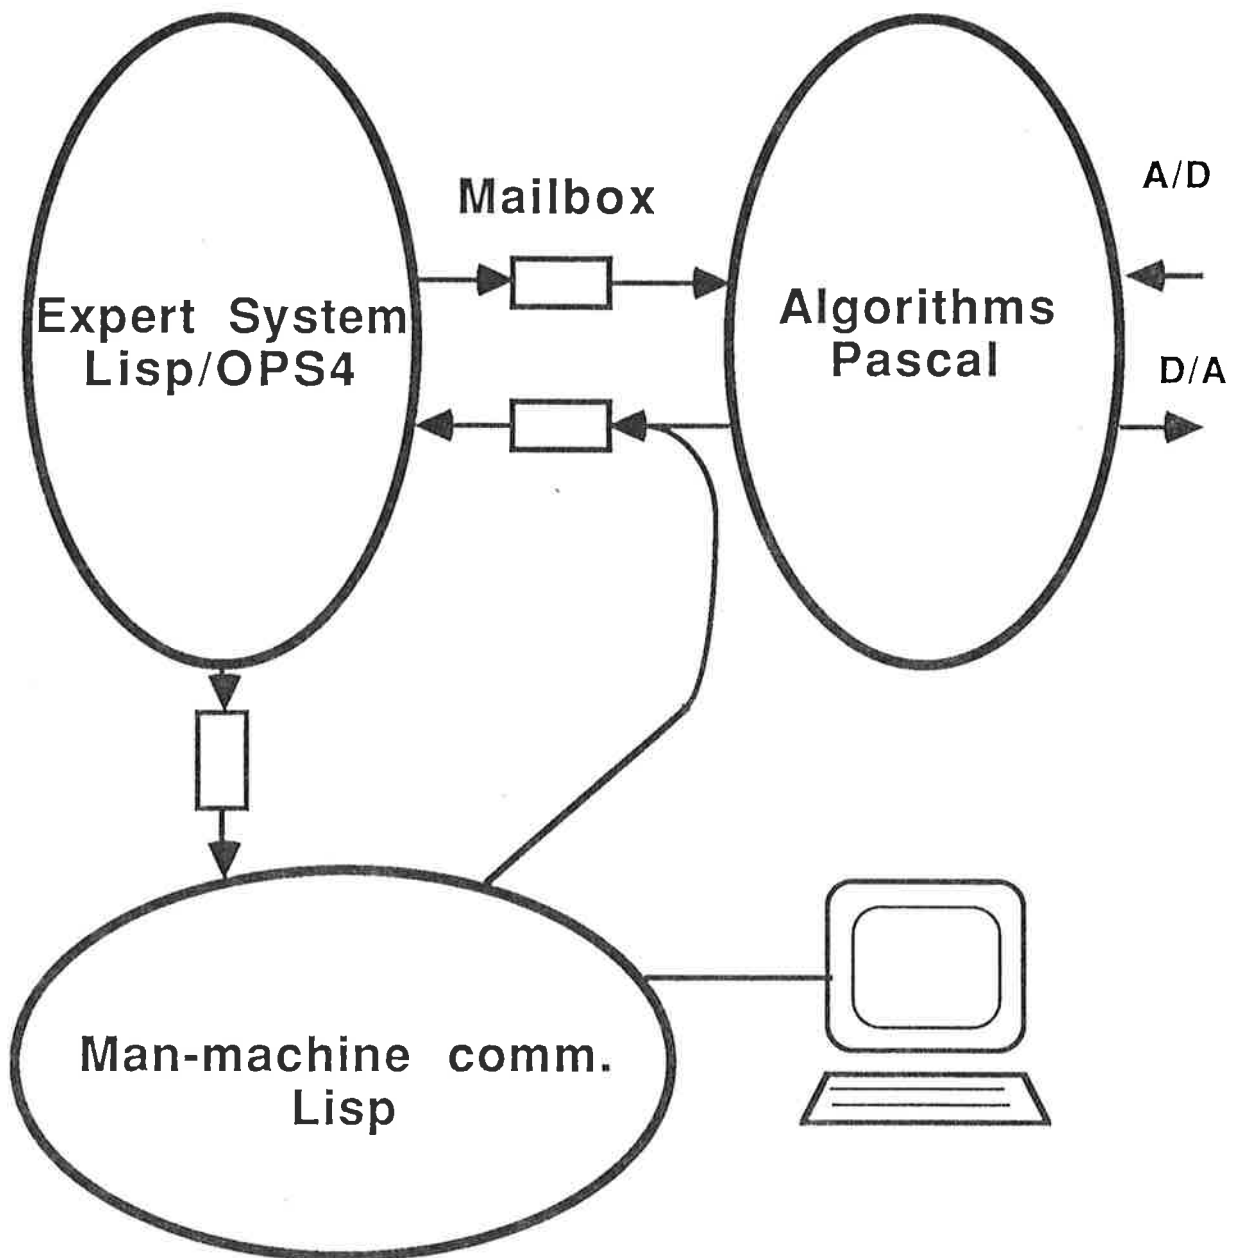 Mailbox
A/D
Expert System
Lisp/OPS4
Algorithms
Pascal
D/A
Man-machine comm.
Lisp